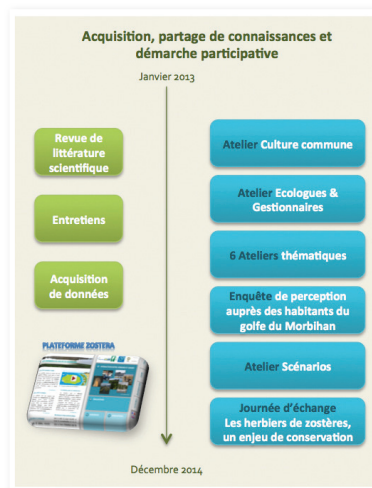 Acquisition, partage de connaissances et
démarche participative
Janvier 2013
Revue de
littérature
scientifique
Entretiens
Acquisition
de données
PLATEFORME ZOSTERA
Atelier Culture commune
Atelier Ecologues &
Gestionnaires
6 Ateliers thématiques
Enquête de perception
auprès des habitants du
golfe du Morbihan
Atelier Scénarios
Journée d'échange
Les herbiers de zostères,
un enjeu de conservation
Décembre 2014